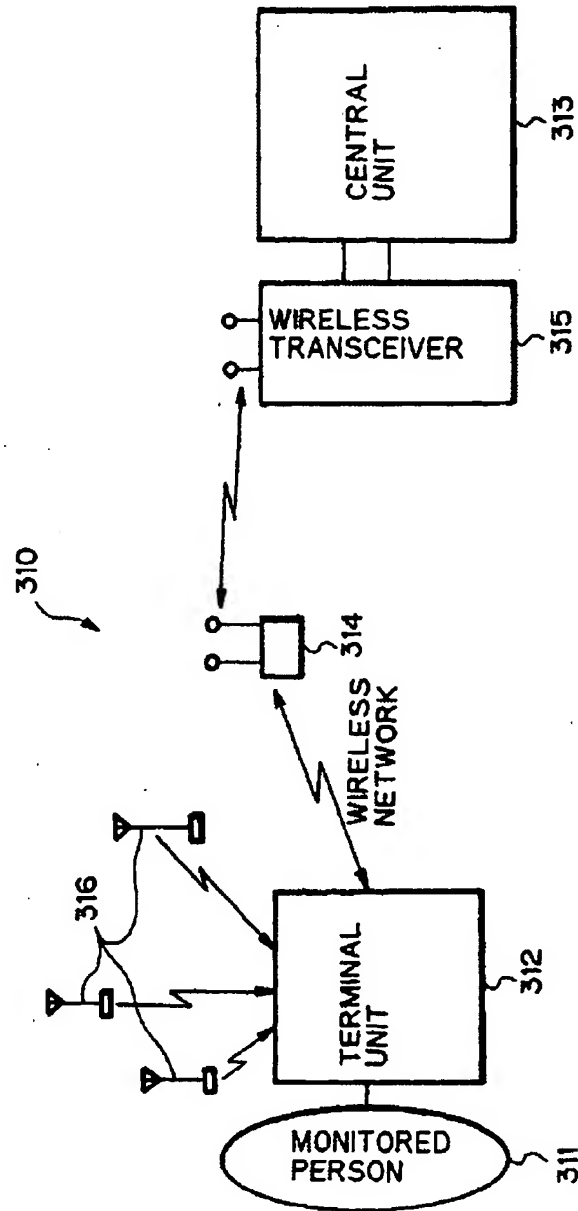 310
316
MONITORED
PERSON
311
TERMINAL
UNIT
312
WIRELESS
NETWORK
314
WIRELESS
TRANSCEIVER
315
CENTRAL
UNIT
313